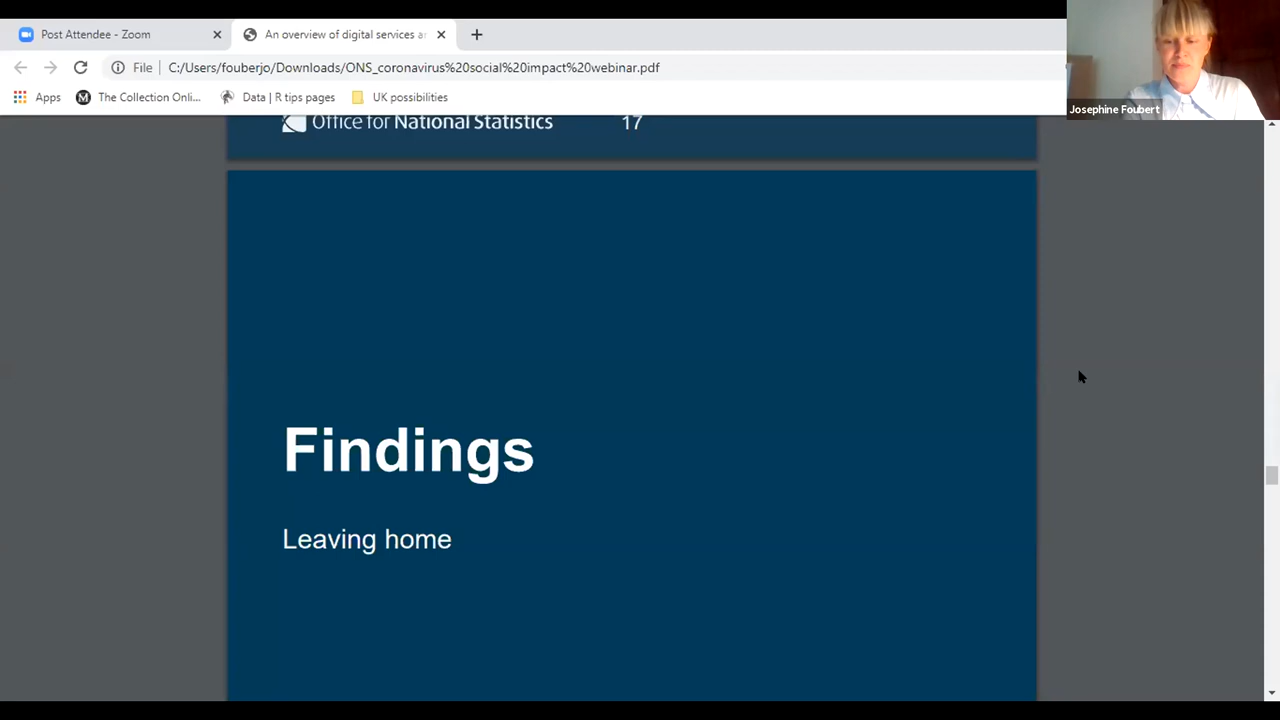 Post Attendee - Zoom
An overview of digital services a
File
C:/Users/fouberjo/Downloads/ONS_coronavirus%20social%20impact%20webinar.pdf
Apps
The Collection Onli...
Data | R tips pages
UK possibilities
Josephine Foubert
Office for National Statistics
17
Findings
Leaving home